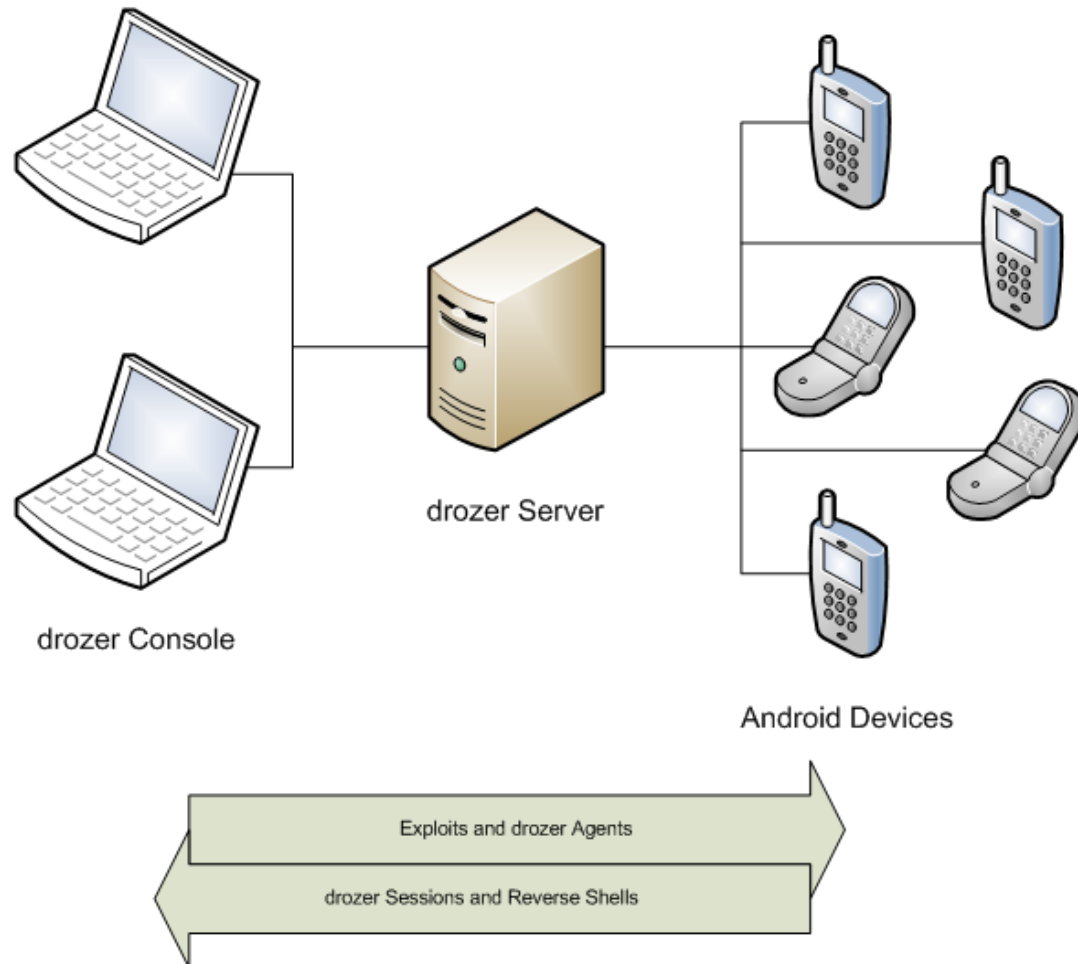 drozer Server
drozer Console
Android Devices
Exploits and drozer Agents
drozer Sessions and Reverse Shells